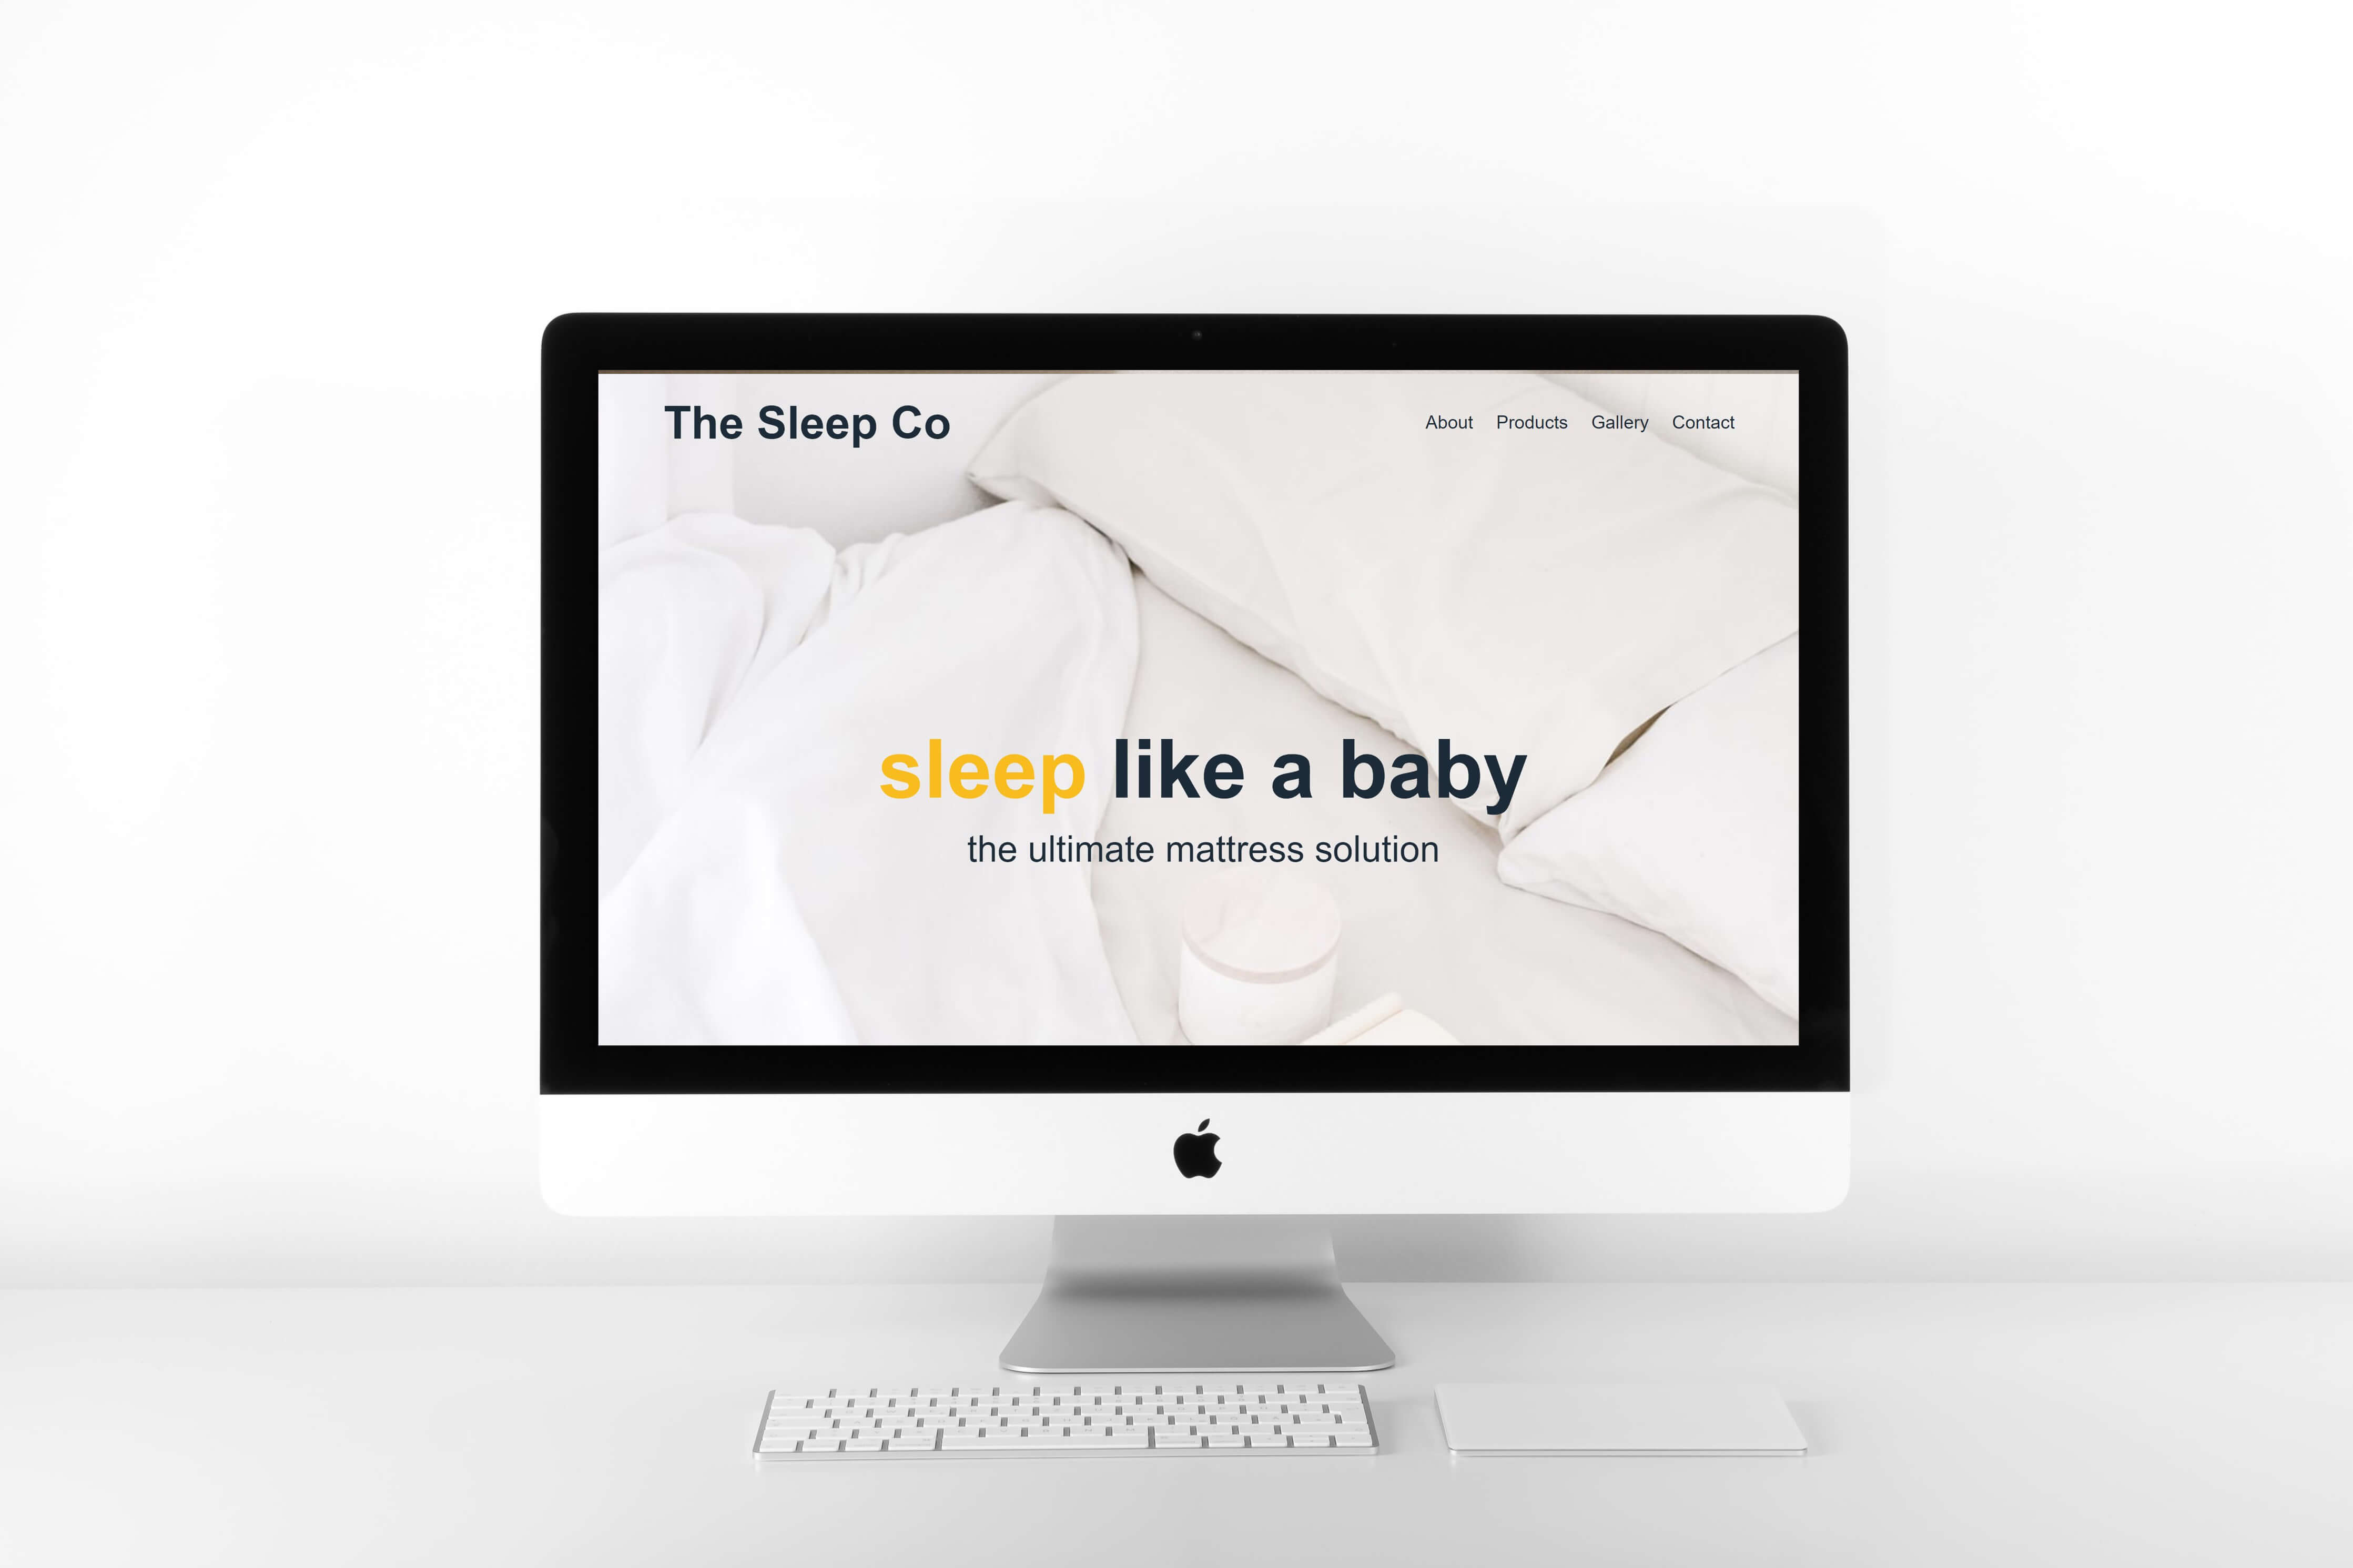 The Sleep Co
About Products Gallery Contact
sleep like a baby
the ultimate mattress solution